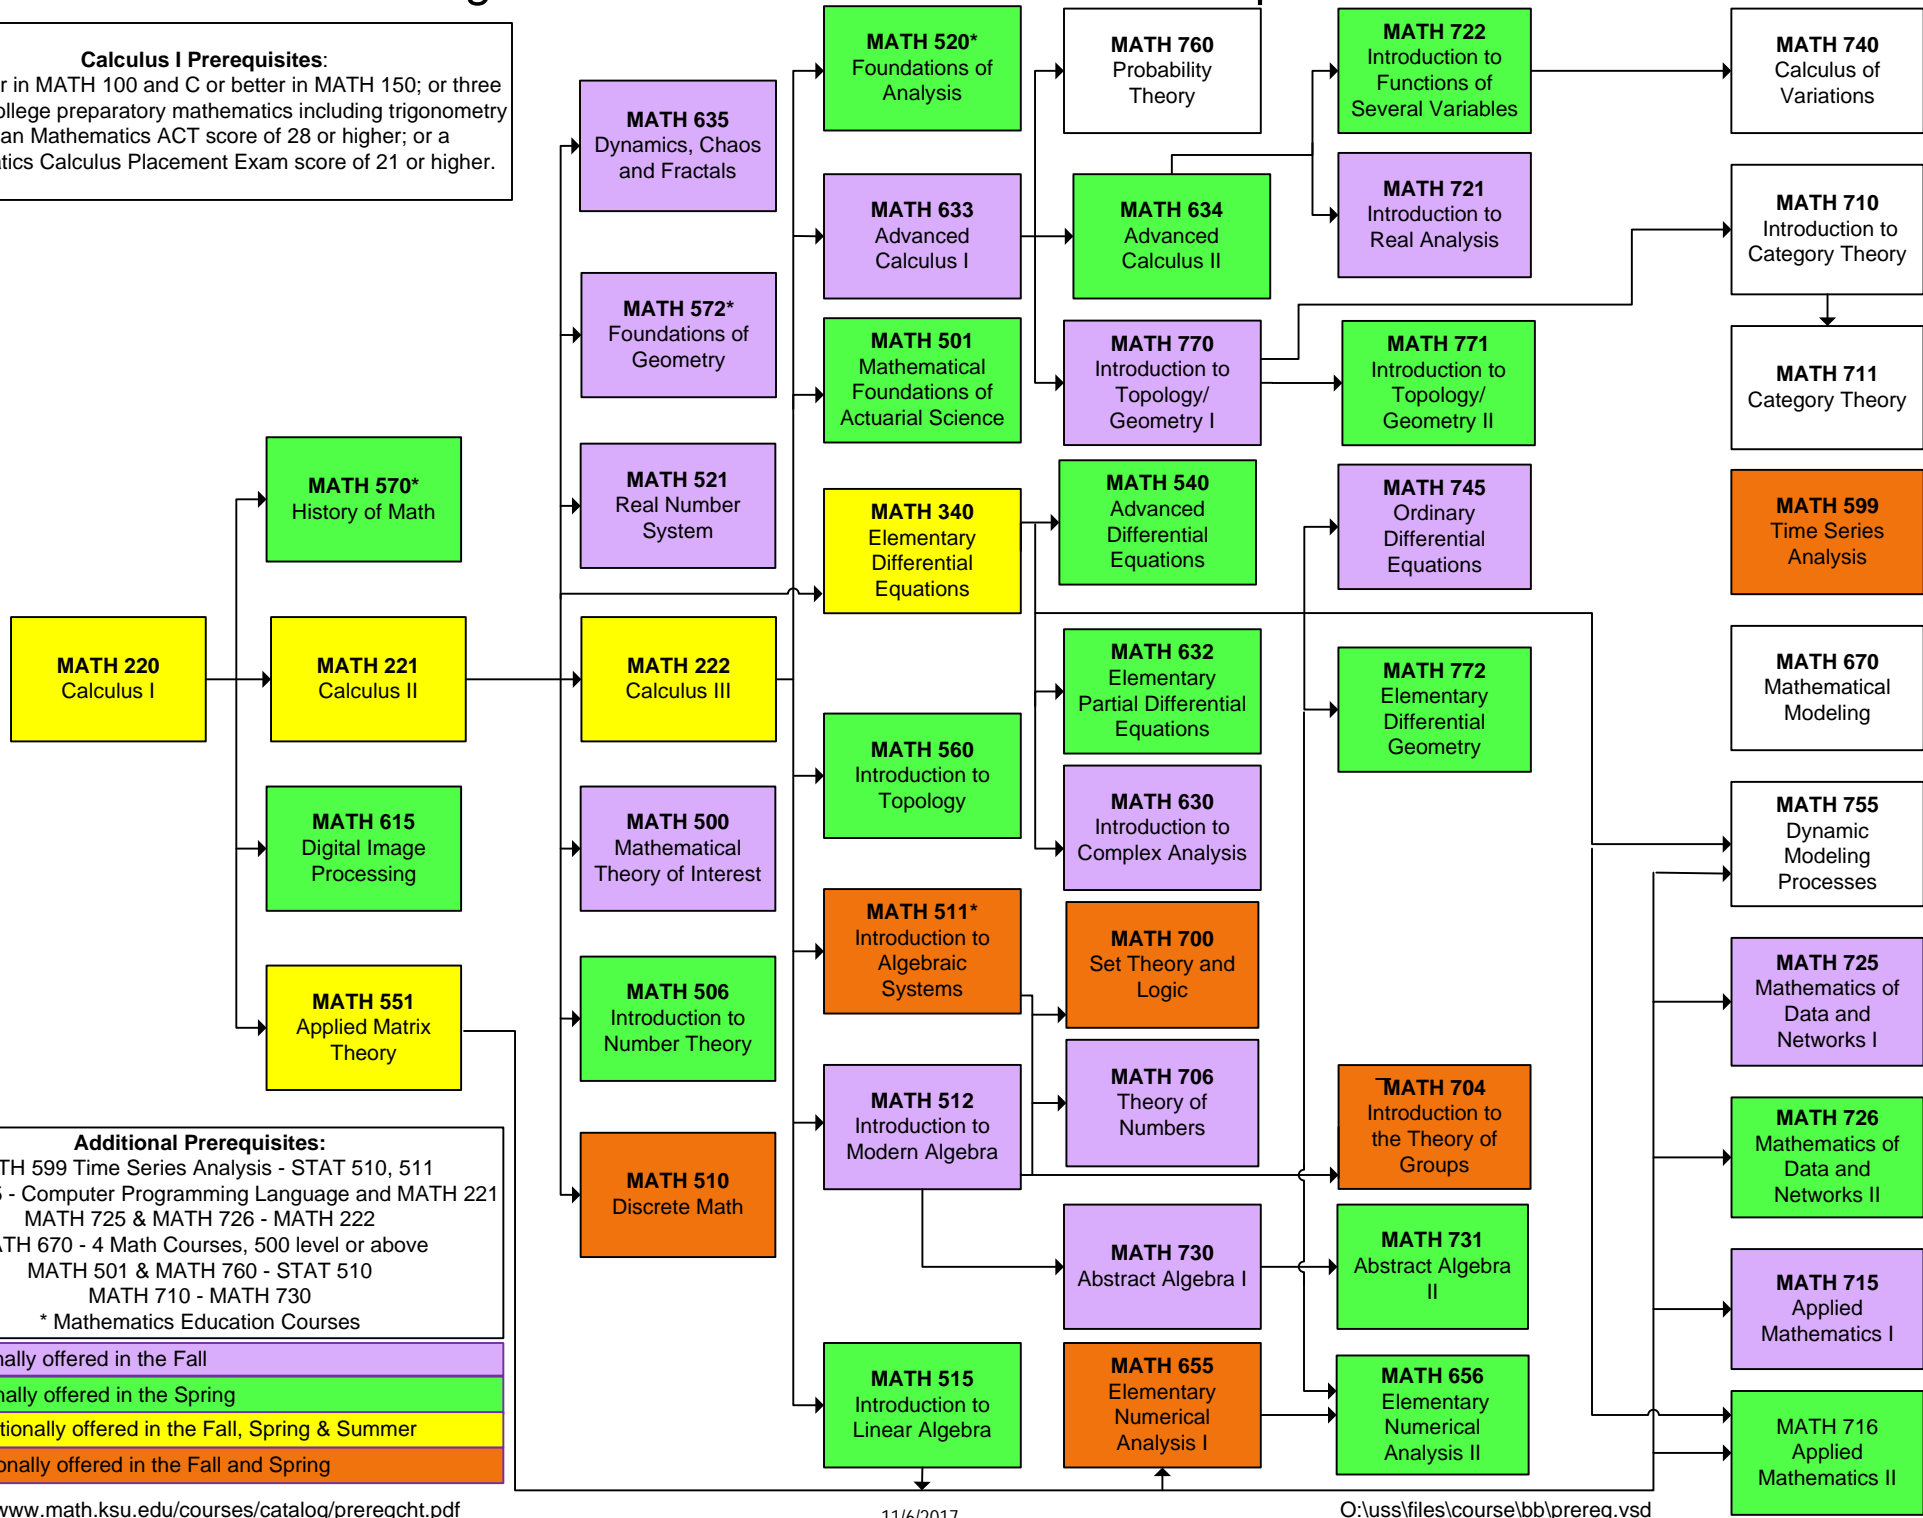 Calculus I Prerequisites:
r in MATH 100 and C or better in MATH 150; or three
ollege preparatory mathematics including trigonometry
an Mathematics ACT score of 28 or higher; or a
atics Calculus Placement Exam score of 21 or higher.
MATH 220
Calculus I
MATH 570*
History of Math
MATH 221
Calculus II
MATH 615
Digital Image
Processing
MATH 551
Applied Matrix
Theory
MATH 635
Dynamics, Chaos
and Fractals
MATH 572*
Foundations of
Geometry
MATH 521
Real Number
System
MATH 222
Calculus III
MATH 500
Mathematical
Theory of Interest
MATH 506
Introduction to
Number Theory
MATH 510
Discrete Math
MATH 520*
Foundations of
Analysis
MATH 633
Advanced
Calculus I
MATH 501
Mathematical
Foundations of
Actuarial Science
MATH 340
Elementary
Differential
Equations
MATH 560
Introduction to
Topology
MATH 511*
Introduction to
Algebraic
Systems
MATH 512
Introduction to
Modern Algebra
MATH 515
Introduction to
Linear Algebra
MATH 760
Probability
Theory
MATH 634
Advanced
Calculus II
MATH 770
Introduction to
Topology/
Geometry I
MATH 540
Advanced
Differential
Equations
MATH 632
Elementary
Partial Differential
Equations
MATH 630
Introduction to
Complex Analysis
MATH 700
Set Theory and
Logic
MATH 706
Theory of
Numbers
MATH 730
Abstract Algebra I
MATH 655
Elementary
Numerical
Analysis I
MATH 722
Introduction to
Functions of
Several Variables
MATH 721
Introduction to
Real Analysis
MATH 771
Introduction to
Topology/
Geometry II
MATH 745
Ordinary
Differential
Equations
MATH 772
Elementary
Differential
Geometry
MATH 704
Introduction to
the Theory of
Groups
MATH 731
Abstract Algebra
II
MATH 656
Elementary
Numerical
Analysis II
MATH 740
Calculus of
Variations
MATH 710
Introduction to
Category Theory
MATH 711
Category Theory
MATH 599
Time Series
Analysis
MATH 670
Mathematical
Modeling
MATH 755
Dynamic
Modeling
Processes
MATH 725
Mathematics of
Data and
Networks I
MATH 726
Mathematics of
Data and
Networks II
MATH 715
Applied
Mathematics I
MATH 716
Applied
Mathematics II
Additional Prerequisites:
TH 599 Time Series Analysis - STAT 510, 511
5 - Computer Programming Language and MATH 221
MATH 725 & MATH 726 - MATH 222
ATH 670 - 4 Math Courses, 500 level or above
MATH 501 & MATH 760 - STAT 510
MATH 710 - MATH 730
* Mathematics Education Courses
nally offered in the Fall
nally offered in the Spring
tionally offered in the Fall, Spring & Summer
onally offered in the Fall and Spring
www.math.ksu.edu/courses/catalog/prereqcht.pdf
11/6/2017
O:\uss\files\course\bb\prereq.vsd